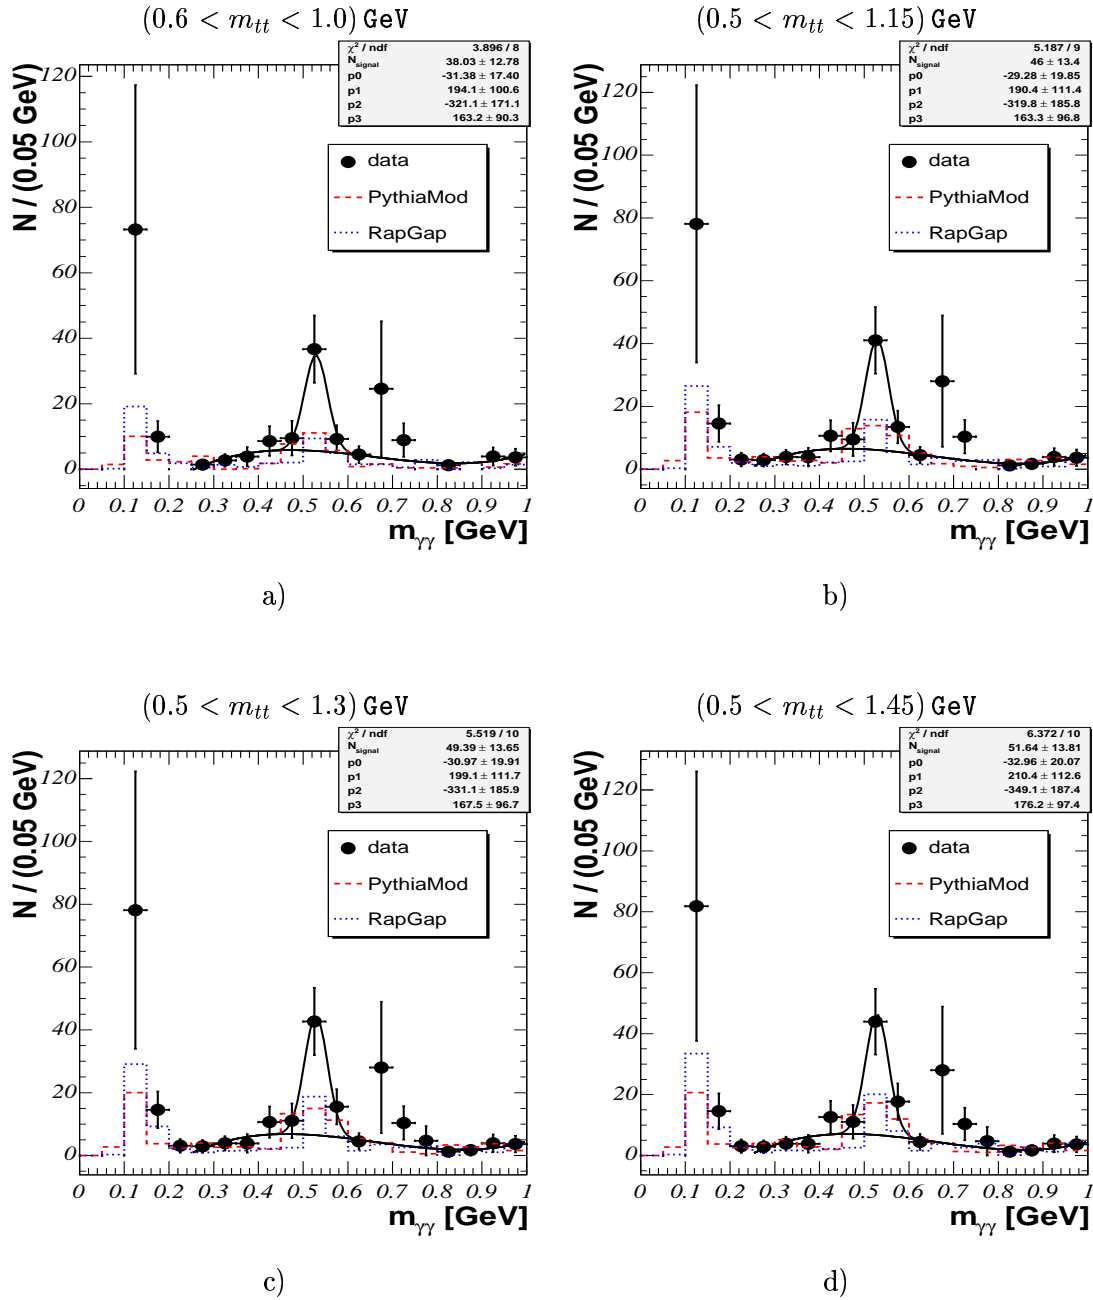 (0.6 < m_tt < 1.0) GeV
χ² / ndf 3.896 / 8
N_signal 38.03 ± 12.78
p0 -31.38 ± 17.40
p1 194.1 ± 100.6
p2 -321.1 ± 171.1
p3 163.2 ± 90.3
data
PythiaMod
RapGap
N / (0.05 GeV)
120
100
80
60
40
20
0
0 0.1 0.2 0.3 0.4 0.5 0.6 0.7 0.8 0.9 1
m_γγ [GeV]
a)
(0.5 < m_tt < 1.15) GeV
χ² / ndf 5.187 / 9
N_signal 46 ± 13.4
p0 -29.28 ± 19.85
p1 190.4 ± 111.4
p2 -319.8 ± 185.8
p3 163.3 ± 96.8
data
PythiaMod
RapGap
N / (0.05 GeV)
120
100
80
60
40
20
0
0 0.1 0.2 0.3 0.4 0.5 0.6 0.7 0.8 0.9 1
m_γγ [GeV]
b)
(0.5 < m_tt < 1.3) GeV
χ² / ndf 5.519 / 10
N_signal 49.39 ± 13.65
p0 -30.97 ± 19.91
p1 199.1 ± 111.7
p2 -331.1 ± 185.9
p3 167.5 ± 96.7
data
PythiaMod
RapGap
N / (0.05 GeV)
120
100
80
60
40
20
0
0 0.1 0.2 0.3 0.4 0.5 0.6 0.7 0.8 0.9 1
m_γγ [GeV]
c)
(0.5 < m_tt < 1.45) GeV
χ² / ndf 6.372 / 10
N_signal 51.64 ± 13.81
p0 -32.96 ± 20.07
p1 210.4 ± 112.6
p2 -349.1 ± 187.4
p3 176.2 ± 97.4
data
PythiaMod
RapGap
N / (0.05 GeV)
120
100
80
60
40
20
0
0 0.1 0.2 0.3 0.4 0.5 0.6 0.7 0.8 0.9 1
m_γγ [GeV]
d)